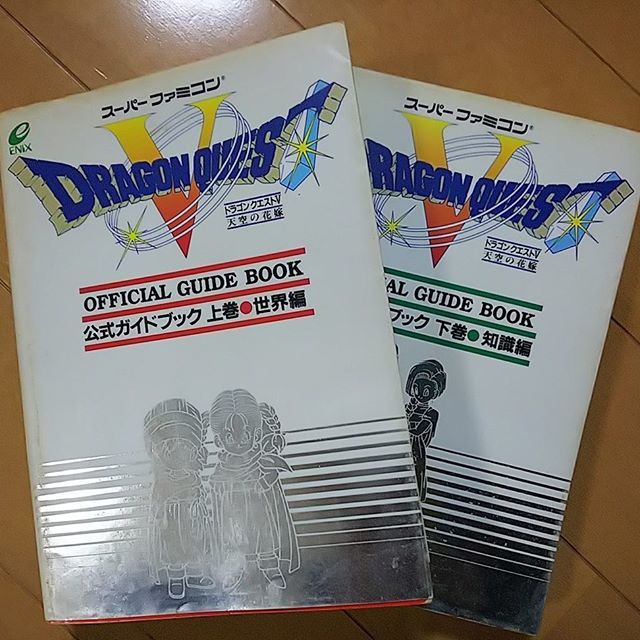 スーパーファミコン®
ENIX
V
DRAGON QUEST
ドラゴンクエストV
天空の花嫁
OFFICIAL GUIDE BOOK
公式ガイドブック 上巻●世界編
スーパーファミコン®
V
DRAGON QUEST
ドラゴンクエストV
天空の花嫁
GUIDE BOOK
ブック 下巻●知識編